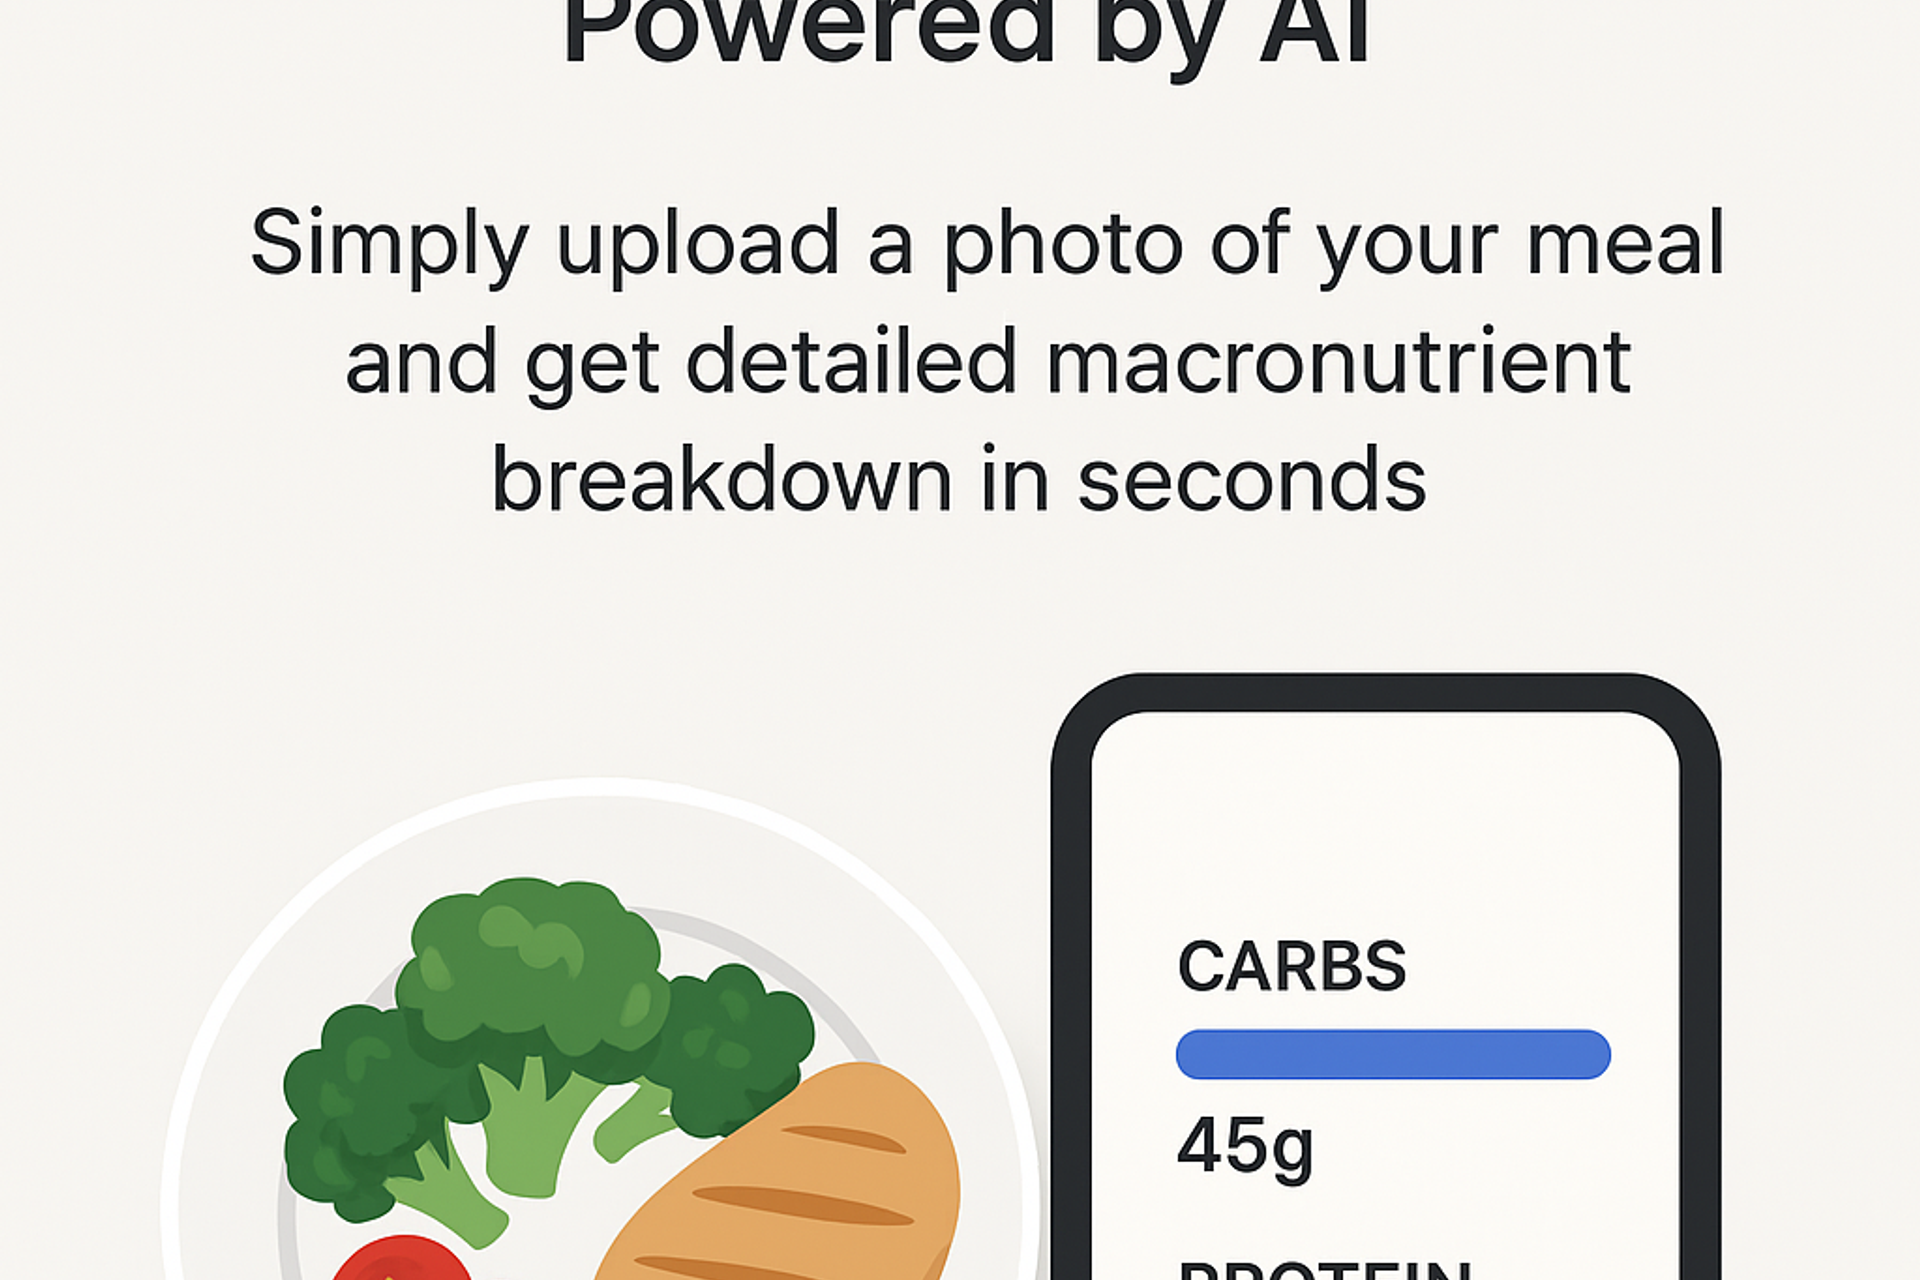 Powered by AI
Simply upload a photo of your meal
and get detailed macronutrient
breakdown in seconds
CARBS
45g
PROTEIN